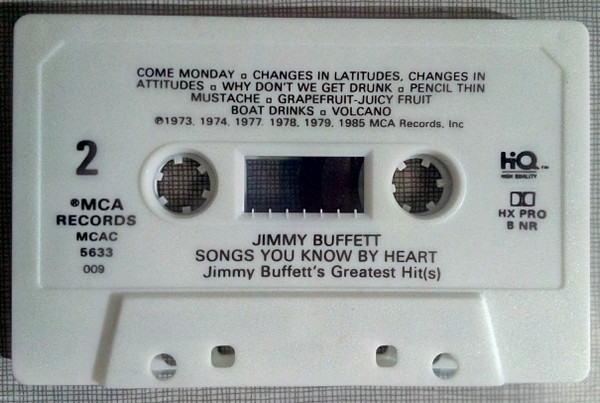 COME MONDAY ▫ CHANGES IN LATITUDES, CHANGES IN
ATTITUDES ▫ WHY DON'T WE GET DRUNK ▫ PENCIL THIN
MUSTACHE ▫ GRAPEFRUIT-JUICY FRUIT
BOAT DRINKS ▫ VOLCANO
℗1973, 1974, 1977, 1978, 1979, 1985 MCA Records, Inc
2
HiQ™
HIGH QUALITY
®MCA
RECORDS
MCAC
5633
009
HX PRO
B NR
JIMMY BUFFETT
SONGS YOU KNOW BY HEART
Jimmy Buffett's Greatest Hit(s)